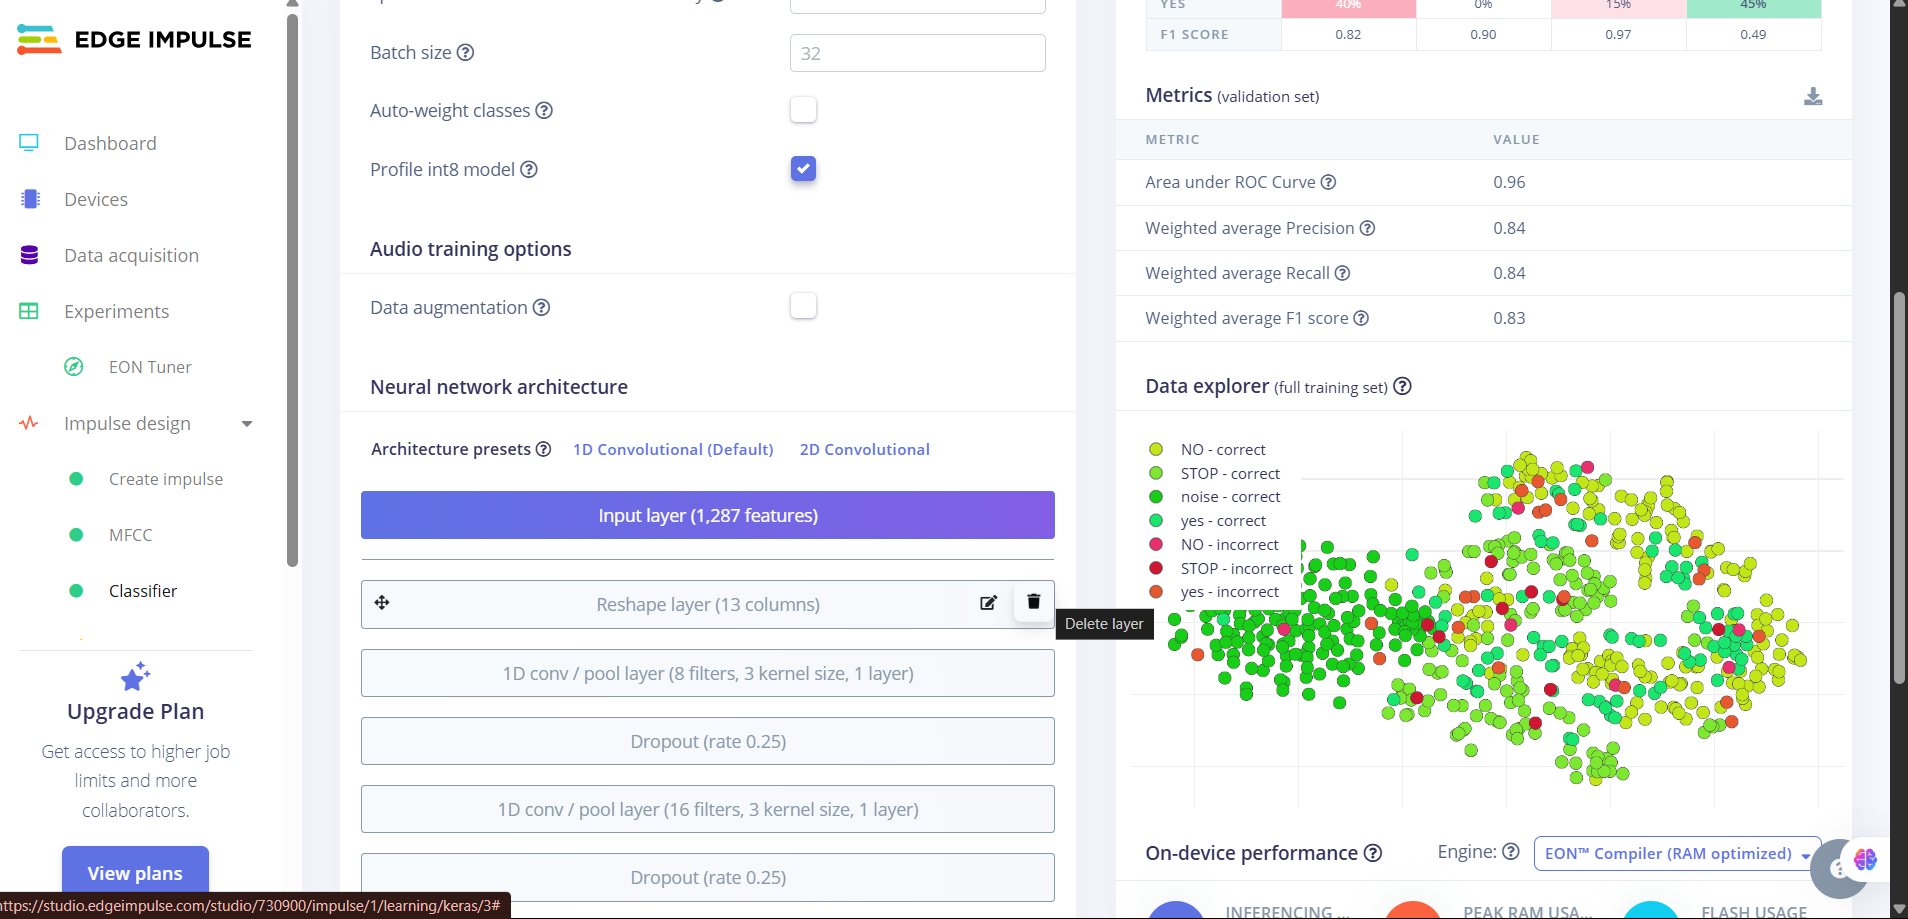 EDGE IMPULSE
Dashboard
Devices
Data acquisition
Experiments
EON Tuner
Impulse design
Create impulse
MFCC
Classifier
Upgrade Plan
Get access to higher job
limits and more
collaborators.
View plans
https://studio.edgeimpulse.com/studio/730900/impulse/1/learning/keras/3#
Batch size
32
Auto-weight classes
Profile int8 model
Audio training options
Data augmentation
Neural network architecture
Architecture presets 1D Convolutional (Default) 2D Convolutional
Input layer (1,287 features)
Reshape layer (13 columns)
Delete layer
1D conv / pool layer (8 filters, 3 kernel size, 1 layer)
Dropout (rate 0.25)
1D conv / pool layer (16 filters, 3 kernel size, 1 layer)
Dropout (rate 0.25)
YES 40% 0% 15% 45%
F1 SCORE 0.82 0.90 0.97 0.49
Metrics (validation set)
METRIC VALUE
Area under ROC Curve 0.96
Weighted average Precision 0.84
Weighted average Recall 0.84
Weighted average F1 score 0.83
Data explorer (full training set)
NO - correct
STOP - correct
noise - correct
yes - correct
NO - incorrect
STOP - incorrect
yes - incorrect
On-device performance Engine: EON™ Compiler (RAM optimized)
INFERENCING ... PEAK RAM USA... FLASH USAGE